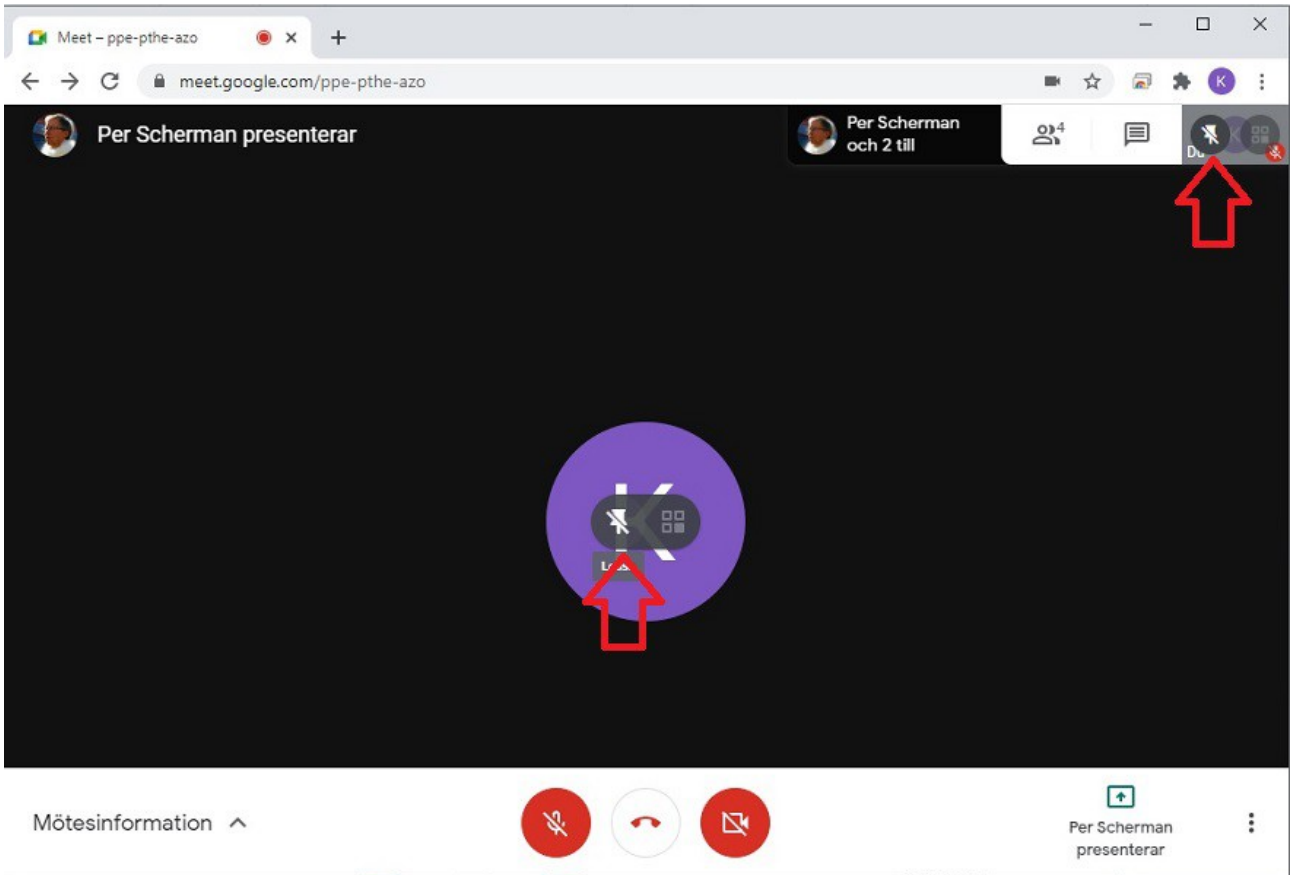 Meet – ppe-pthe-azo
meet.google.com/ppe-pthe-azo
K
Per Scherman presenterar
Per Scherman
och 2 till
4
Du
K
Mötesinformation
Per Scherman
presenterar